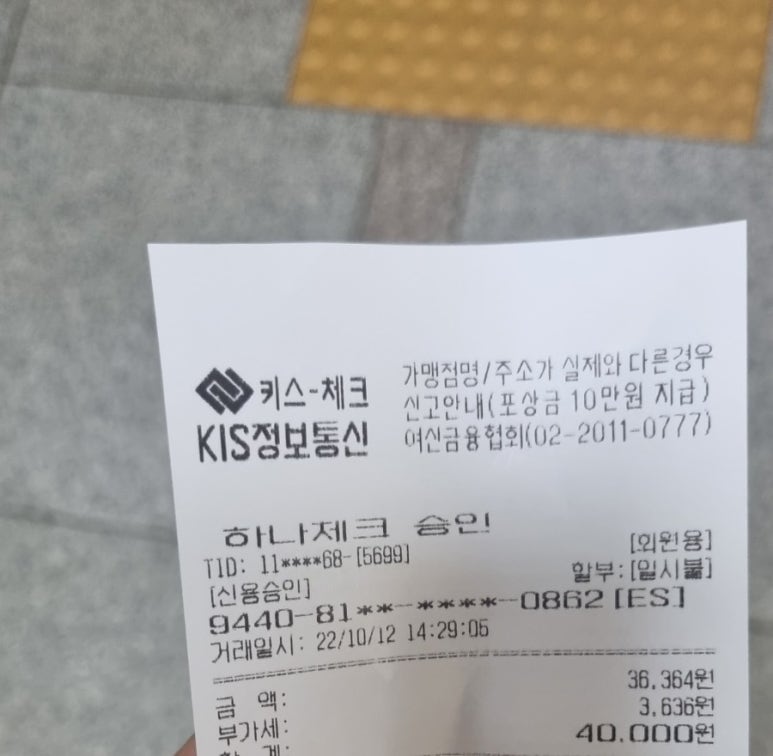 키스-체크
KIS정보통신
가맹점명/주소가 실제와 다른경우
신고안내(포상금 10만원 지급)
여신금융협회(02-2011-0777)
하나체크 승인
[회원용]
TID: 11****68-[5699]
할부:[일시불]
[신용승인]
9440-81**-****-0862 [ES]
거래일시: 22/10/12 14:29:05
금 액: 36,364원
부가세: 3,636원
합 계: 40,000원